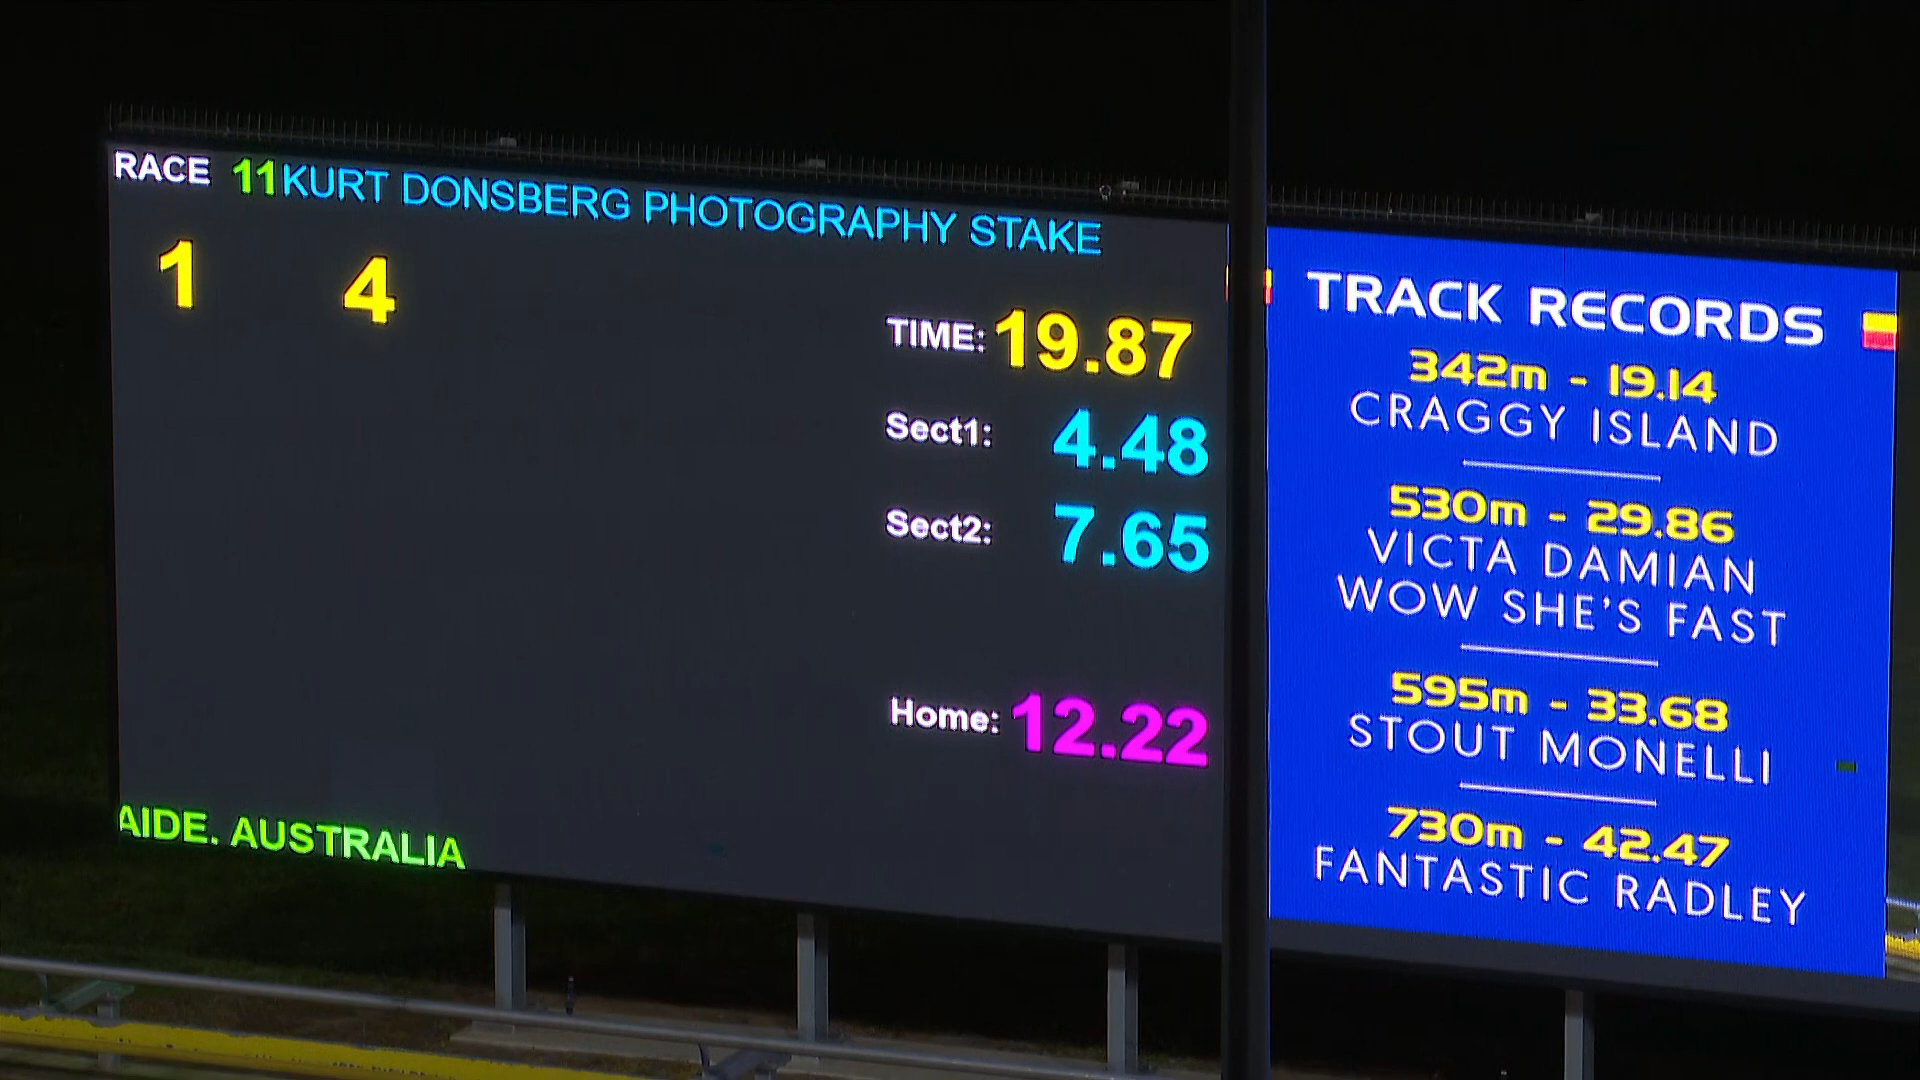 RACE 11 KURT DONSBERG PHOTOGRAPHY STAKE
1 4
TIME: 19.87
Sect1: 4.48
Sect2: 7.65
Home: 12.22
AIDE. AUSTRALIA
TRACK RECORDS
342m - 19.14
CRAGGY ISLAND
530m - 29.86
VICTA DAMIAN
WOW SHE'S FAST
595m - 33.68
STOUT MONELLI
730m - 42.47
FANTASTIC RADLEY